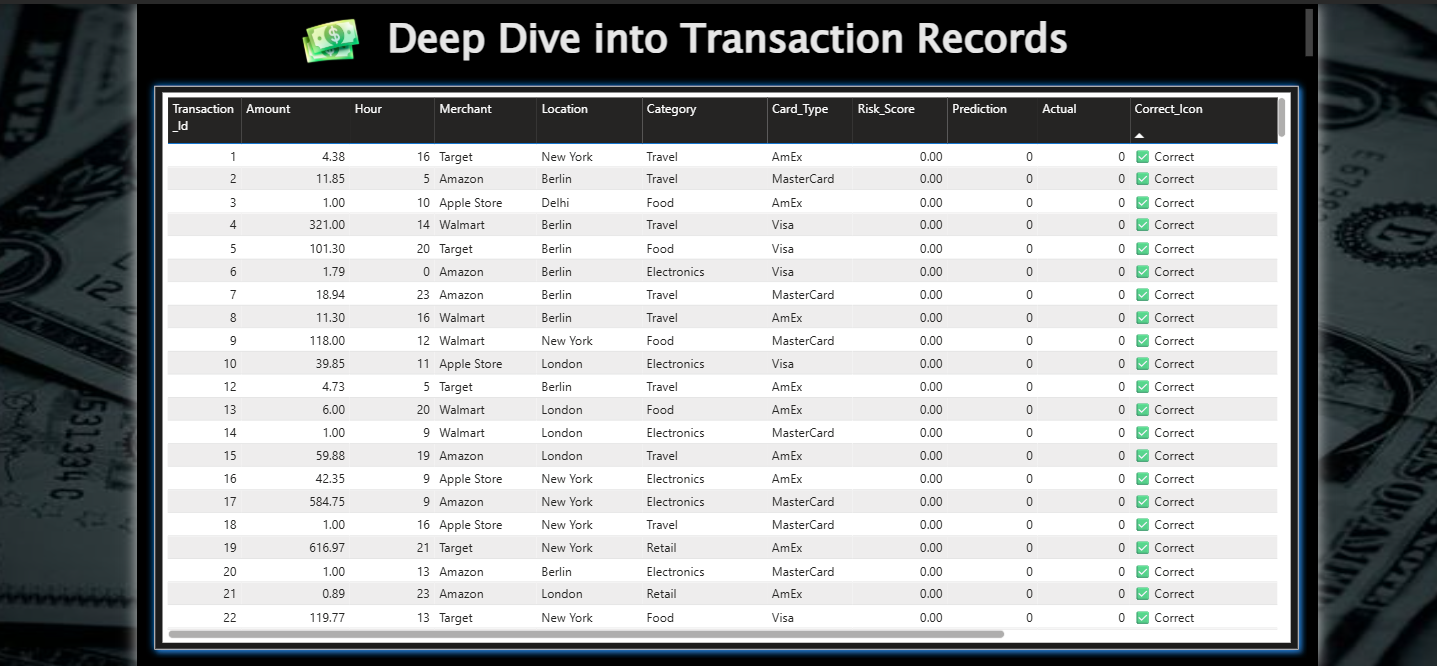 Deep Dive into Transaction Records
Transaction_Id Amount Hour Merchant Location Category Card_Type Risk_Score Prediction Actual Correct_Icon
1 4.38 16 Target New York Travel AmEx 0.00 0 0 ✅ Correct
2 11.85 5 Amazon Berlin Travel MasterCard 0.00 0 0 ✅ Correct
3 1.00 10 Apple Store Delhi Food AmEx 0.00 0 0 ✅ Correct
4 321.00 14 Walmart Berlin Travel Visa 0.00 0 0 ✅ Correct
5 101.30 20 Target Berlin Food Visa 0.00 0 0 ✅ Correct
6 1.79 0 Amazon Berlin Electronics Visa 0.00 0 0 ✅ Correct
7 18.94 23 Amazon Berlin Travel MasterCard 0.00 0 0 ✅ Correct
8 11.30 16 Walmart Berlin Travel AmEx 0.00 0 0 ✅ Correct
9 118.00 12 Walmart New York Food MasterCard 0.00 0 0 ✅ Correct
10 39.85 11 Apple Store London Electronics Visa 0.00 0 0 ✅ Correct
12 4.73 5 Target Berlin Travel AmEx 0.00 0 0 ✅ Correct
13 6.00 20 Walmart London Food AmEx 0.00 0 0 ✅ Correct
14 1.00 9 Walmart London Electronics MasterCard 0.00 0 0 ✅ Correct
15 59.88 19 Amazon London Travel AmEx 0.00 0 0 ✅ Correct
16 42.35 9 Apple Store New York Electronics AmEx 0.00 0 0 ✅ Correct
17 584.75 9 Amazon New York Electronics MasterCard 0.00 0 0 ✅ Correct
18 1.00 16 Apple Store New York Travel MasterCard 0.00 0 0 ✅ Correct
19 616.97 21 Target New York Retail AmEx 0.00 0 0 ✅ Correct
20 1.00 13 Amazon Berlin Electronics MasterCard 0.00 0 0 ✅ Correct
21 0.89 23 Amazon London Retail AmEx 0.00 0 0 ✅ Correct
22 119.77 13 Target New York Food Visa 0.00 0 0 ✅ Correct